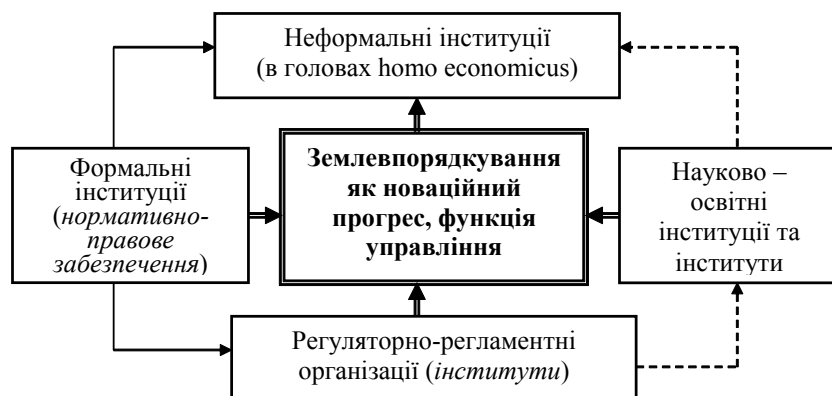 Неформальні інституції
(в головах homo economicus)
Формальні
інституції
(нормативно-
правове
забезпечення)
Землевпорядкування
як новаційний
прогрес, функція
управління
Науково –
освітні
інституції та
інститути
Регуляторно-регламентні
організації (інститути)